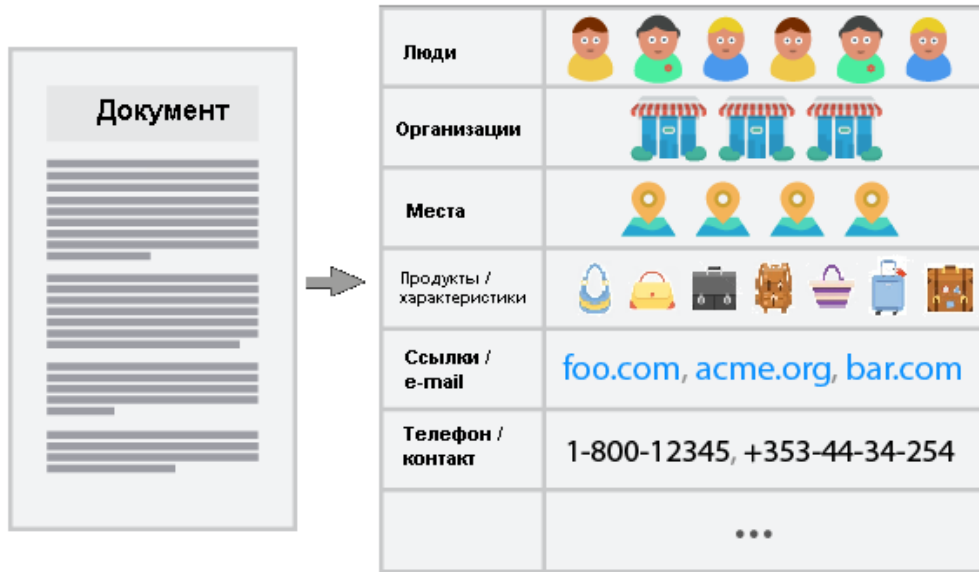 Документ
Люди
Организации
Места
Продукты /
характеристики
Ссылки /
e-mail
foo.com, acme.org, bar.com
Телефон /
контакт
1-800-12345, +353-44-34-254
...